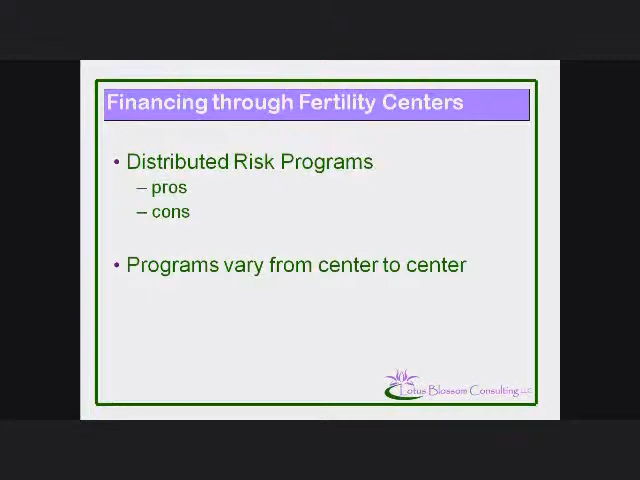 Financing through Fertility Centers
• Distributed Risk Programs
– pros
– cons
• Programs vary from center to center
Lotus Blossom Consulting LLC